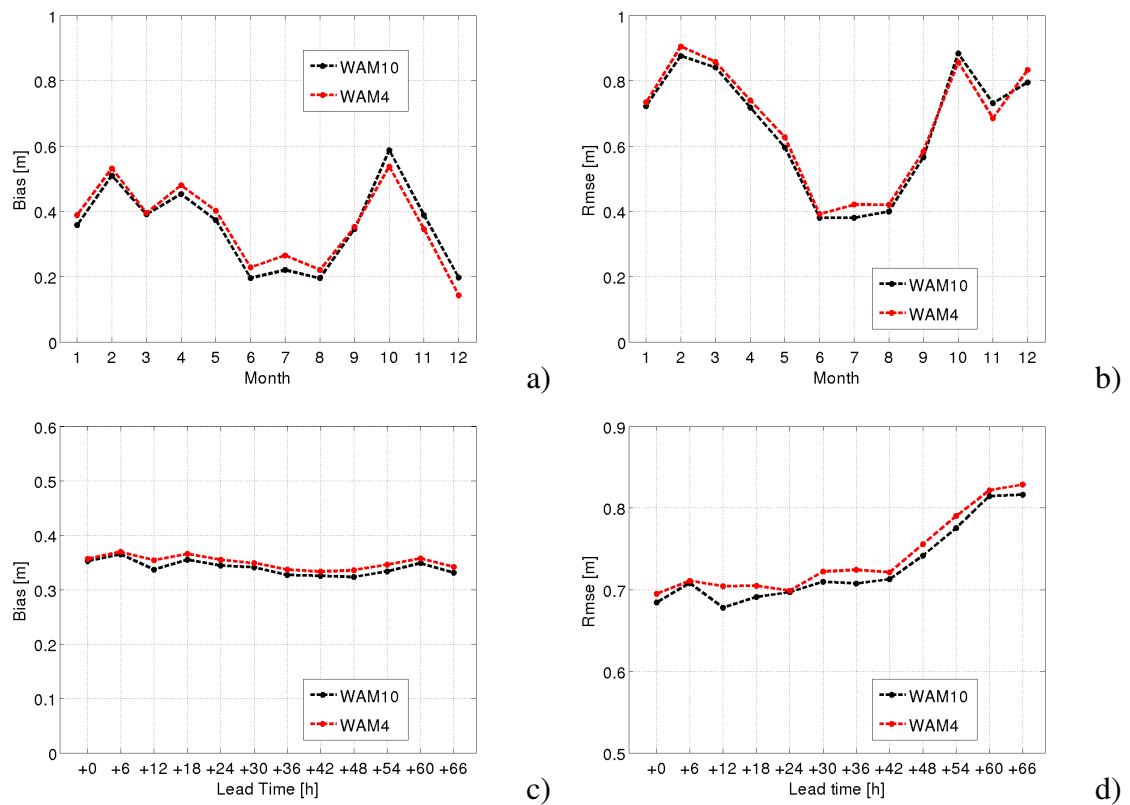 1
0.8
0.6
0.4
0.2
0
Bias [m]
WAM10
WAM4
1 2 3 4 5 6 7 8 9 10 11 12
Month
a)
1
0.8
0.6
0.4
0.2
0
Rmse [m]
WAM10
WAM4
1 2 3 4 5 6 7 8 9 10 11 12
Month
b)
0.6
0.5
0.4
0.3
0.2
0.1
0
Bias [m]
WAM10
WAM4
+0 +6 +12 +18 +24 +30 +36 +42 +48 +54 +60 +66
Lead Time [h]
c)
0.9
0.8
0.7
0.6
0.5
Rmse [m]
WAM10
WAM4
+0 +6 +12 +18 +24 +30 +36 +42 +48 +54 +60 +66
Lead time [h]
d)